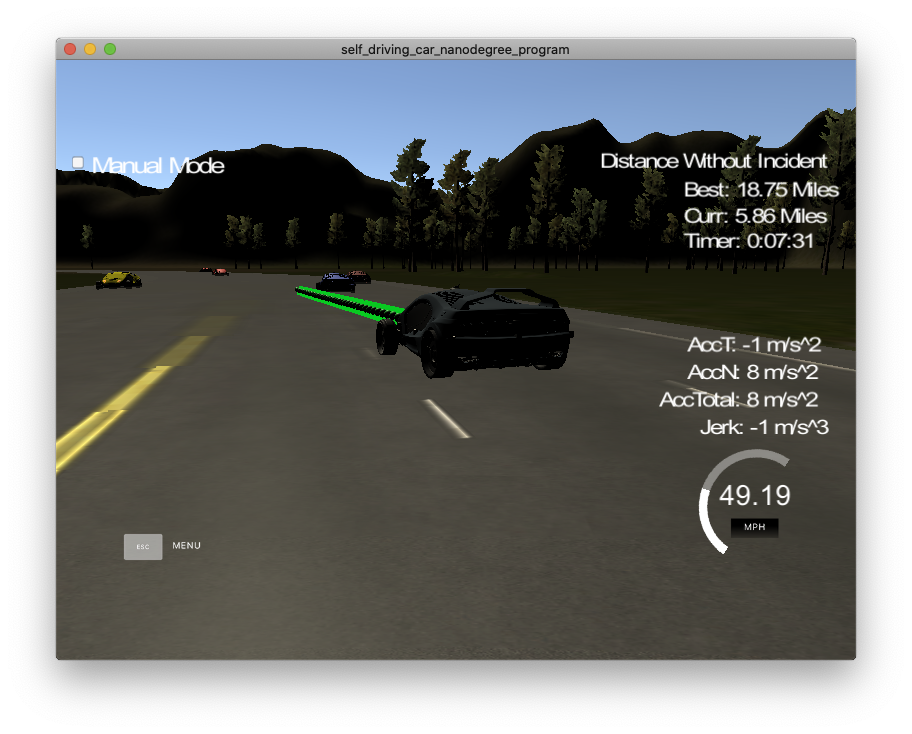 self_driving_car_nanodegree_program
Manual Mode
Distance Without Incident
Best: 18.75 Miles
Curr: 5.86 Miles
Timer: 0:07:31
AccT: -1 m/s^2
AccN: 8 m/s^2
AccTotal: 8 m/s^2
Jerk: -1 m/s^3
49.19
MPH
ESC MENU